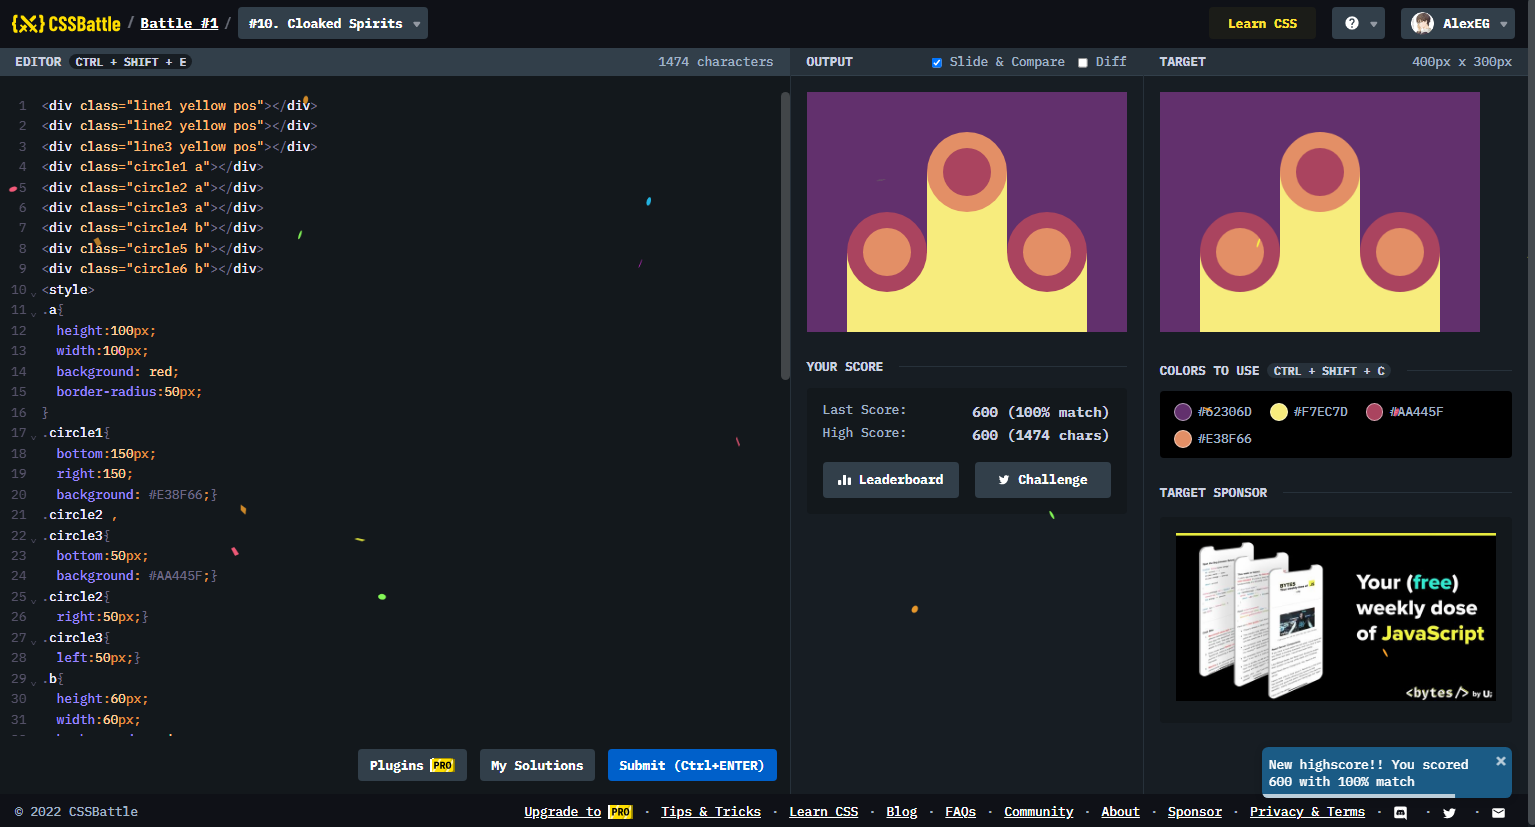 {X} CSSBattle / Battle #1 / #10. Cloaked Spirits
Learn CSS
AlexEG
EDITOR CTRL + SHIFT + E 1474 characters
OUTPUT Slide & Compare Diff
TARGET 400px x 300px
1 <div class="line1 yellow pos"></div>
2 <div class="line2 yellow pos"></div>
3 <div class="line3 yellow pos"></div>
4 <div class="circle1 a"></div>
5 <div class="circle2 a"></div>
6 <div class="circle3 a"></div>
7 <div class="circle4 b"></div>
8 <div class="circle5 b"></div>
9 <div class="circle6 b"></div>
10 <style>
11 .a{
12 height:100px;
13 width:100px;
14 background: red;
15 border-radius:50px;
16 }
17 .circle1{
18 bottom:150px;
19 right:150;
20 background: #E38F66;}
21 .circle2 ,
22 .circle3{
23 bottom:50px;
24 background: #AA445F;}
25 .circle2{
26 right:50px;}
27 .circle3{
28 left:50px;}
29 .b{
30 height:60px;
31 width:60px;
YOUR SCORE
Last Score: 600 (100% match)
High Score: 600 (1474 chars)
Leaderboard
Challenge
COLORS TO USE CTRL + SHIFT + C
#62306D #F7EC7D #AA445F
#E38F66
TARGET SPONSOR
BYTES
Your (free)
weekly dose
of JavaScript
<bytes/> by ui
Plugins PRO
My Solutions
Submit (Ctrl+ENTER)
New highscore!! You scored
600 with 100% match
© 2022 CSSBattle
Upgrade to PRO · Tips & Tricks · Learn CSS · Blog · FAQs · Community · About · Sponsor · Privacy & Terms